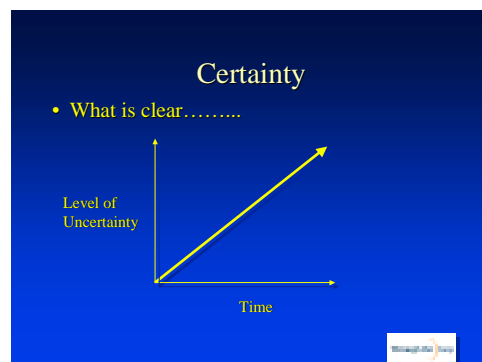 Certainty
• What is clear……...
Level of
Uncertainty
Time